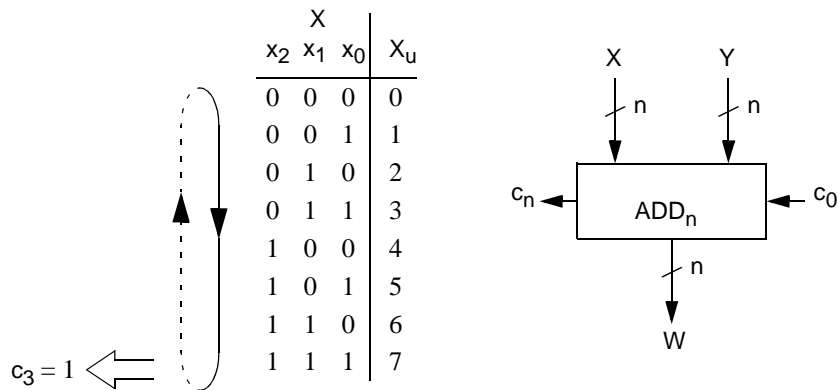 X
x2 x1 x0 Xu
0 0 0 0
0 0 1 1
0 1 0 2
0 1 1 3
1 0 0 4
1 0 1 5
1 1 0 6
1 1 1 7
c3 = 1
X Y
n n
cn ADDn c0
n
W